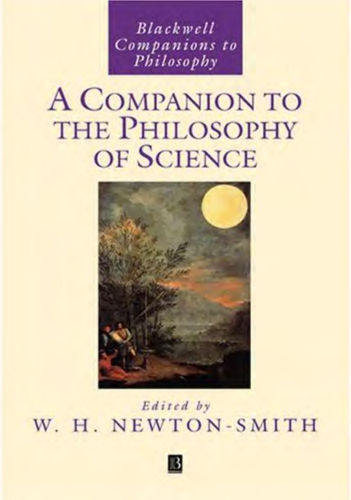 Blackwell
Companions to
Philosophy
A COMPANION TO
THE PHILOSOPHY
OF SCIENCE
Edited by
W. H. NEWTON-SMITH
B